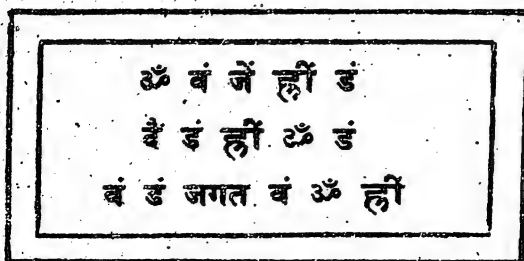 ॐ बं जें ह्लीं डं
बैं डं ह्लीं ॐ डं
बं डं जगत बं ॐ ह्लीं